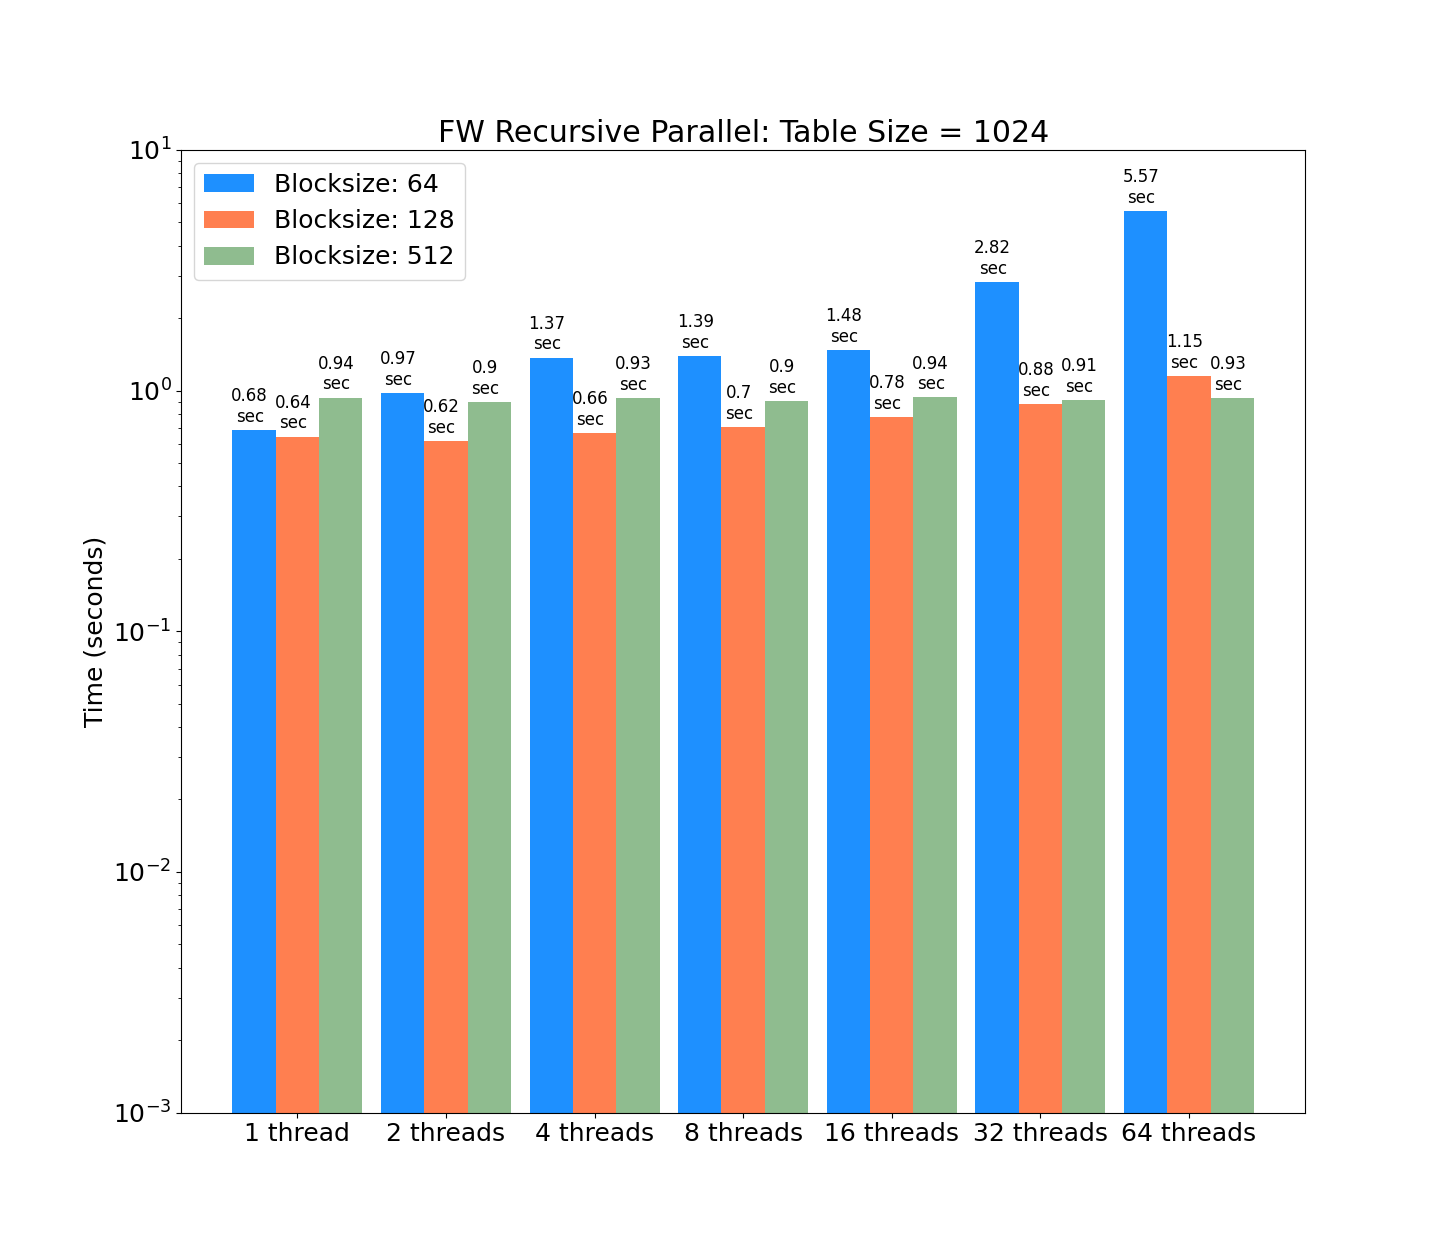 FW Recursive Parallel: Table Size = 1024
Blocksize: 64
Blocksize: 128
Blocksize: 512
Time (seconds)
10¹
10⁰
10⁻¹
10⁻²
10⁻³
0.68
sec
0.64
sec
0.94
sec
0.97
sec
0.62
sec
0.9
sec
1.37
sec
0.66
sec
0.93
sec
1.39
sec
0.7
sec
0.9
sec
1.48
sec
0.78
sec
0.94
sec
2.82
sec
0.88
sec
0.91
sec
5.57
sec
1.15
sec
0.93
sec
1 thread
2 threads
4 threads
8 threads
16 threads
32 threads
64 threads